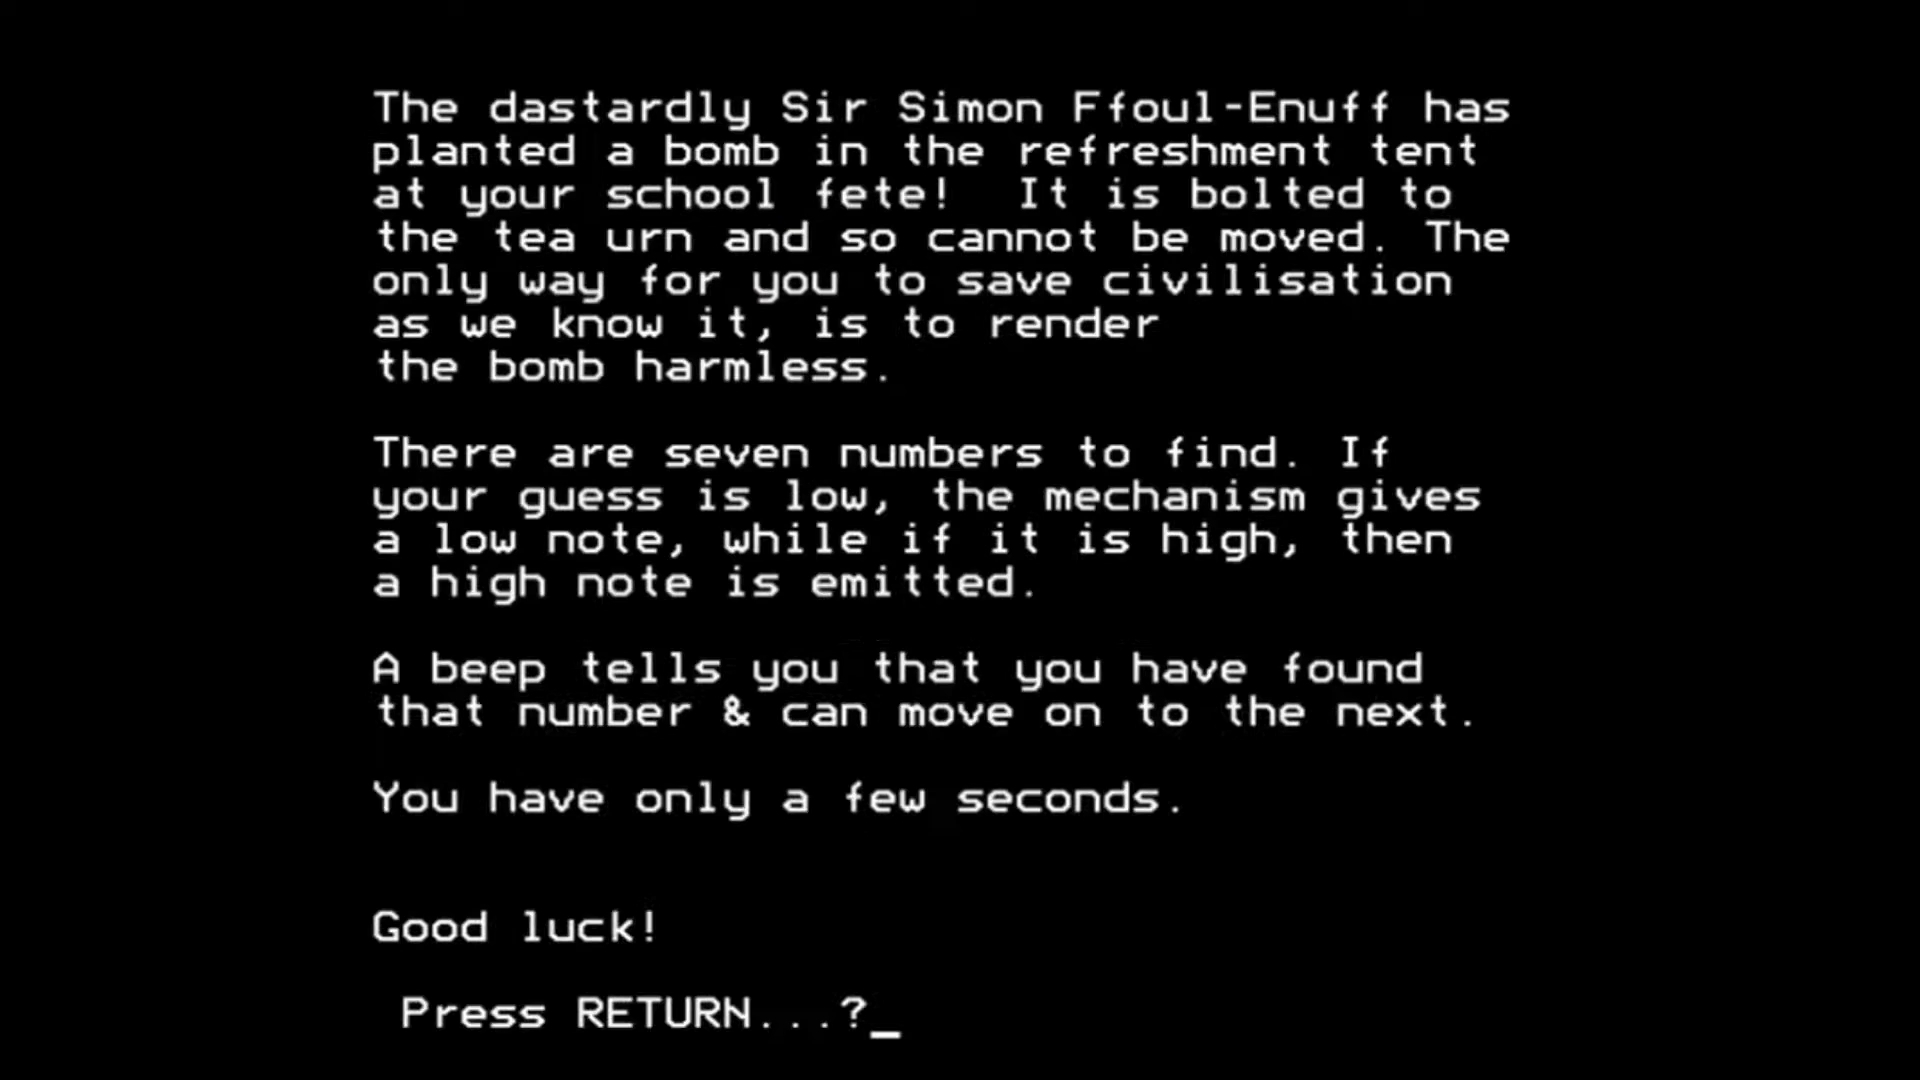 The dastardly Sir Simon Ffoul-Enuff has
planted a bomb in the refreshment tent
at your school fete!  It is bolted to
the tea urn and so cannot be moved. The
only way for you to save civilisation
as we know it, is to render
the bomb harmless.
There are seven numbers to find. If
your guess is low, the mechanism gives
a low note, while if it is high, then
a high note is emitted.
A beep tells you that you have found
that number & can move on to the next.
You have only a few seconds.
Good luck!
Press RETURN...?_